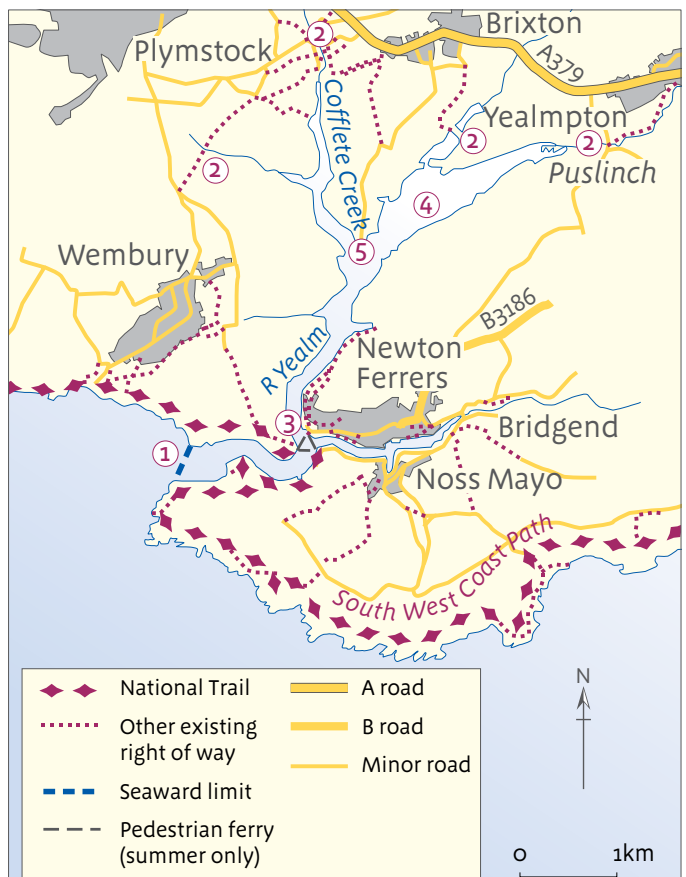 Brixton
Plymstock
2
A379
Cofflete Creek
Yealmpton
2
2
Puslinch
2
4
5
Wembury
B3186
R Yealm
Newton
Ferrers
3
Bridgend
1
Noss Mayo
South West Coast Path
National Trail
Other existing
right of way
Seaward limit
Pedestrian ferry
(summer only)
A road
B road
Minor road
N
0
1km